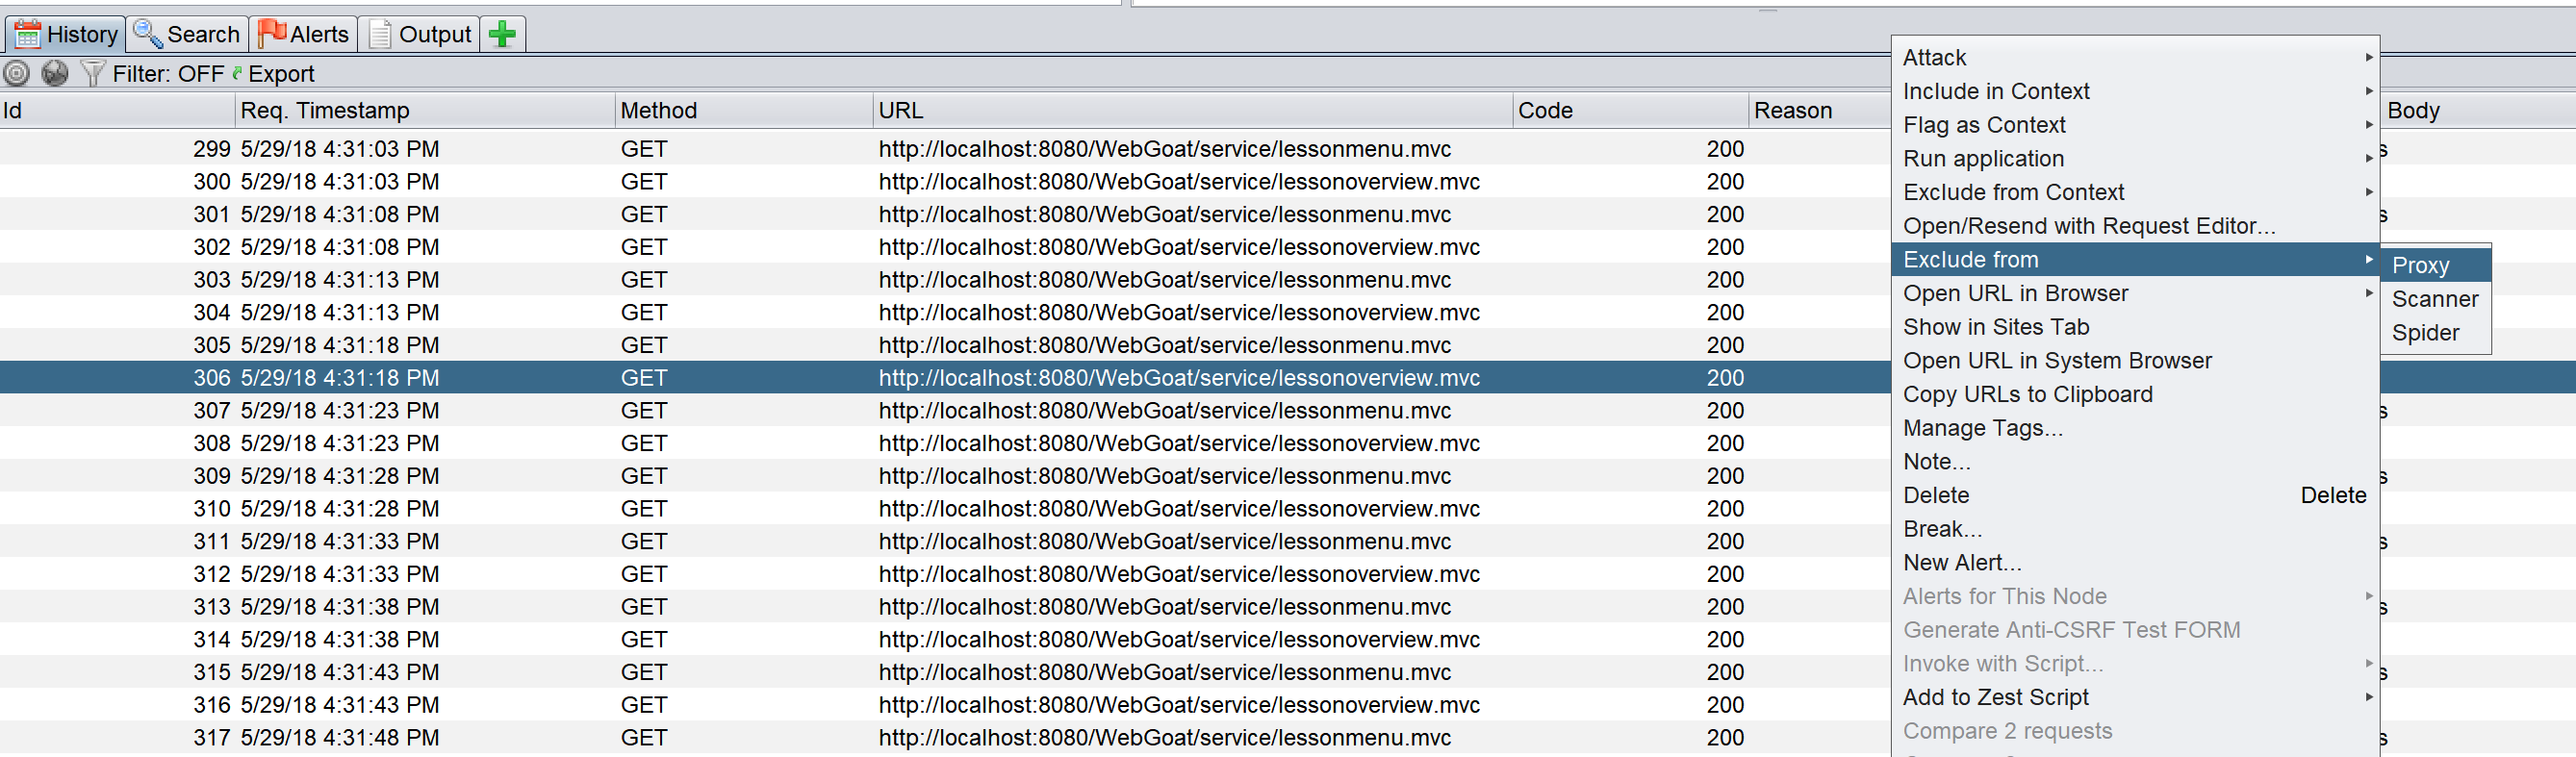 History Search Alerts Output
Filter: OFF Export
Id Req. Timestamp Method URL Code Reason Body
299 5/29/18 4:31:03 PM GET http://localhost:8080/WebGoat/service/lessonmenu.mvc 200 s
300 5/29/18 4:31:03 PM GET http://localhost:8080/WebGoat/service/lessonoverview.mvc 200
301 5/29/18 4:31:08 PM GET http://localhost:8080/WebGoat/service/lessonmenu.mvc 200 s
302 5/29/18 4:31:08 PM GET http://localhost:8080/WebGoat/service/lessonoverview.mvc 200
303 5/29/18 4:31:13 PM GET http://localhost:8080/WebGoat/service/lessonmenu.mvc 200
304 5/29/18 4:31:13 PM GET http://localhost:8080/WebGoat/service/lessonoverview.mvc 200
305 5/29/18 4:31:18 PM GET http://localhost:8080/WebGoat/service/lessonmenu.mvc 200
306 5/29/18 4:31:18 PM GET http://localhost:8080/WebGoat/service/lessonoverview.mvc 200
307 5/29/18 4:31:23 PM GET http://localhost:8080/WebGoat/service/lessonmenu.mvc 200 s
308 5/29/18 4:31:23 PM GET http://localhost:8080/WebGoat/service/lessonoverview.mvc 200
309 5/29/18 4:31:28 PM GET http://localhost:8080/WebGoat/service/lessonmenu.mvc 200 s
310 5/29/18 4:31:28 PM GET http://localhost:8080/WebGoat/service/lessonoverview.mvc 200
311 5/29/18 4:31:33 PM GET http://localhost:8080/WebGoat/service/lessonmenu.mvc 200 s
312 5/29/18 4:31:33 PM GET http://localhost:8080/WebGoat/service/lessonoverview.mvc 200
313 5/29/18 4:31:38 PM GET http://localhost:8080/WebGoat/service/lessonmenu.mvc 200 s
314 5/29/18 4:31:38 PM GET http://localhost:8080/WebGoat/service/lessonoverview.mvc 200
315 5/29/18 4:31:43 PM GET http://localhost:8080/WebGoat/service/lessonmenu.mvc 200 s
316 5/29/18 4:31:43 PM GET http://localhost:8080/WebGoat/service/lessonoverview.mvc 200
317 5/29/18 4:31:48 PM GET http://localhost:8080/WebGoat/service/lessonmenu.mvc 200 s
Attack
Include in Context
Flag as Context
Run application
Exclude from Context
Open/Resend with Request Editor...
Exclude from
Open URL in Browser
Show in Sites Tab
Open URL in System Browser
Copy URLs to Clipboard
Manage Tags...
Note...
Delete Delete
Break...
New Alert...
Alerts for This Node
Generate Anti-CSRF Test FORM
Invoke with Script...
Add to Zest Script
Compare 2 requests
Proxy
Scanner
Spider